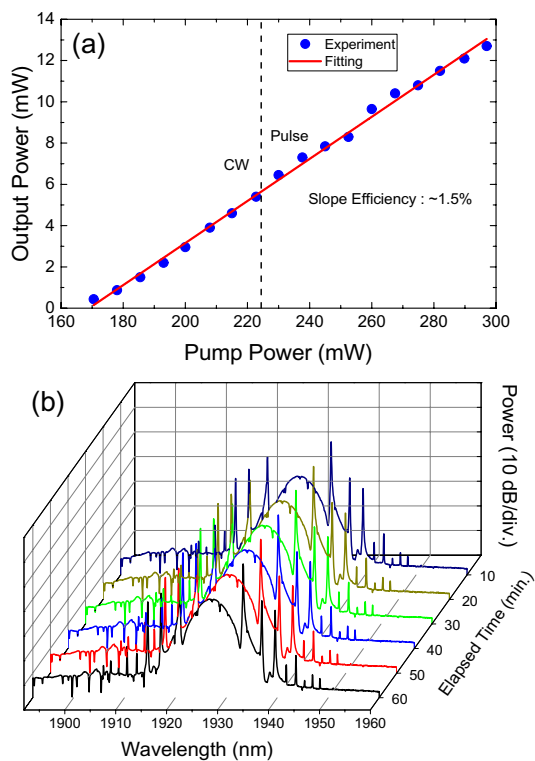 (a)
Experiment
Fitting
CW
Pulse
Slope Efficiency : ~1.5%
Output Power (mW)
0
2
4
6
8
10
12
14
160 180 200 220 240 260 280 300
Pump Power (mW)
(b)
Power (10 dB/div.)
10
20
30
40
50
60
Elapsed Time (min.)
1900 1910 1920 1930 1940 1950 1960
Wavelength (nm)